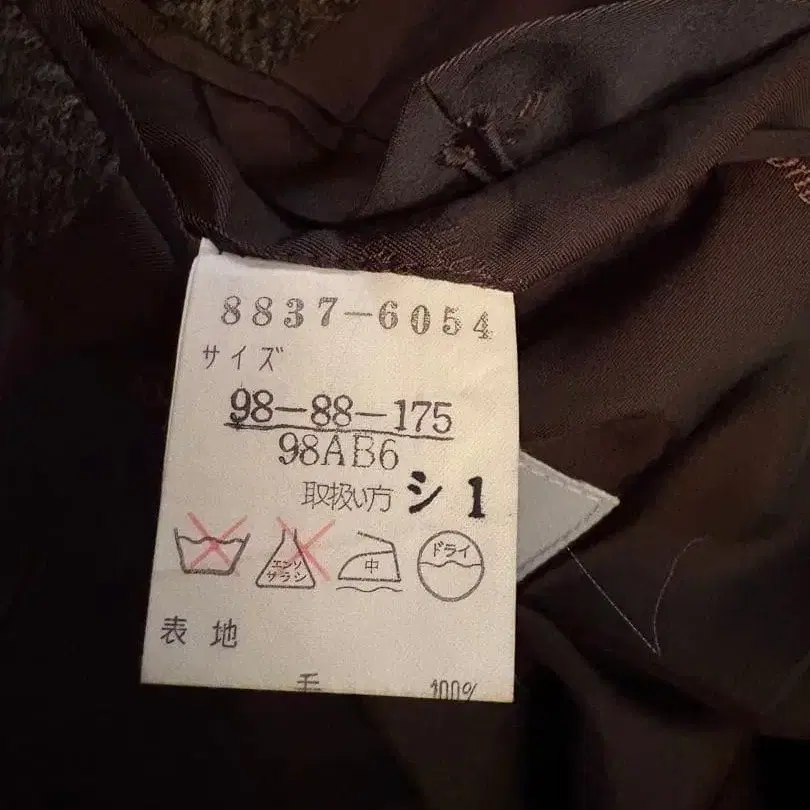 8837-6054
サイズ
98-88-175
98AB6
取扱い方 シ1
エンソ
サラシ
中
ドライ
表地
毛 100%